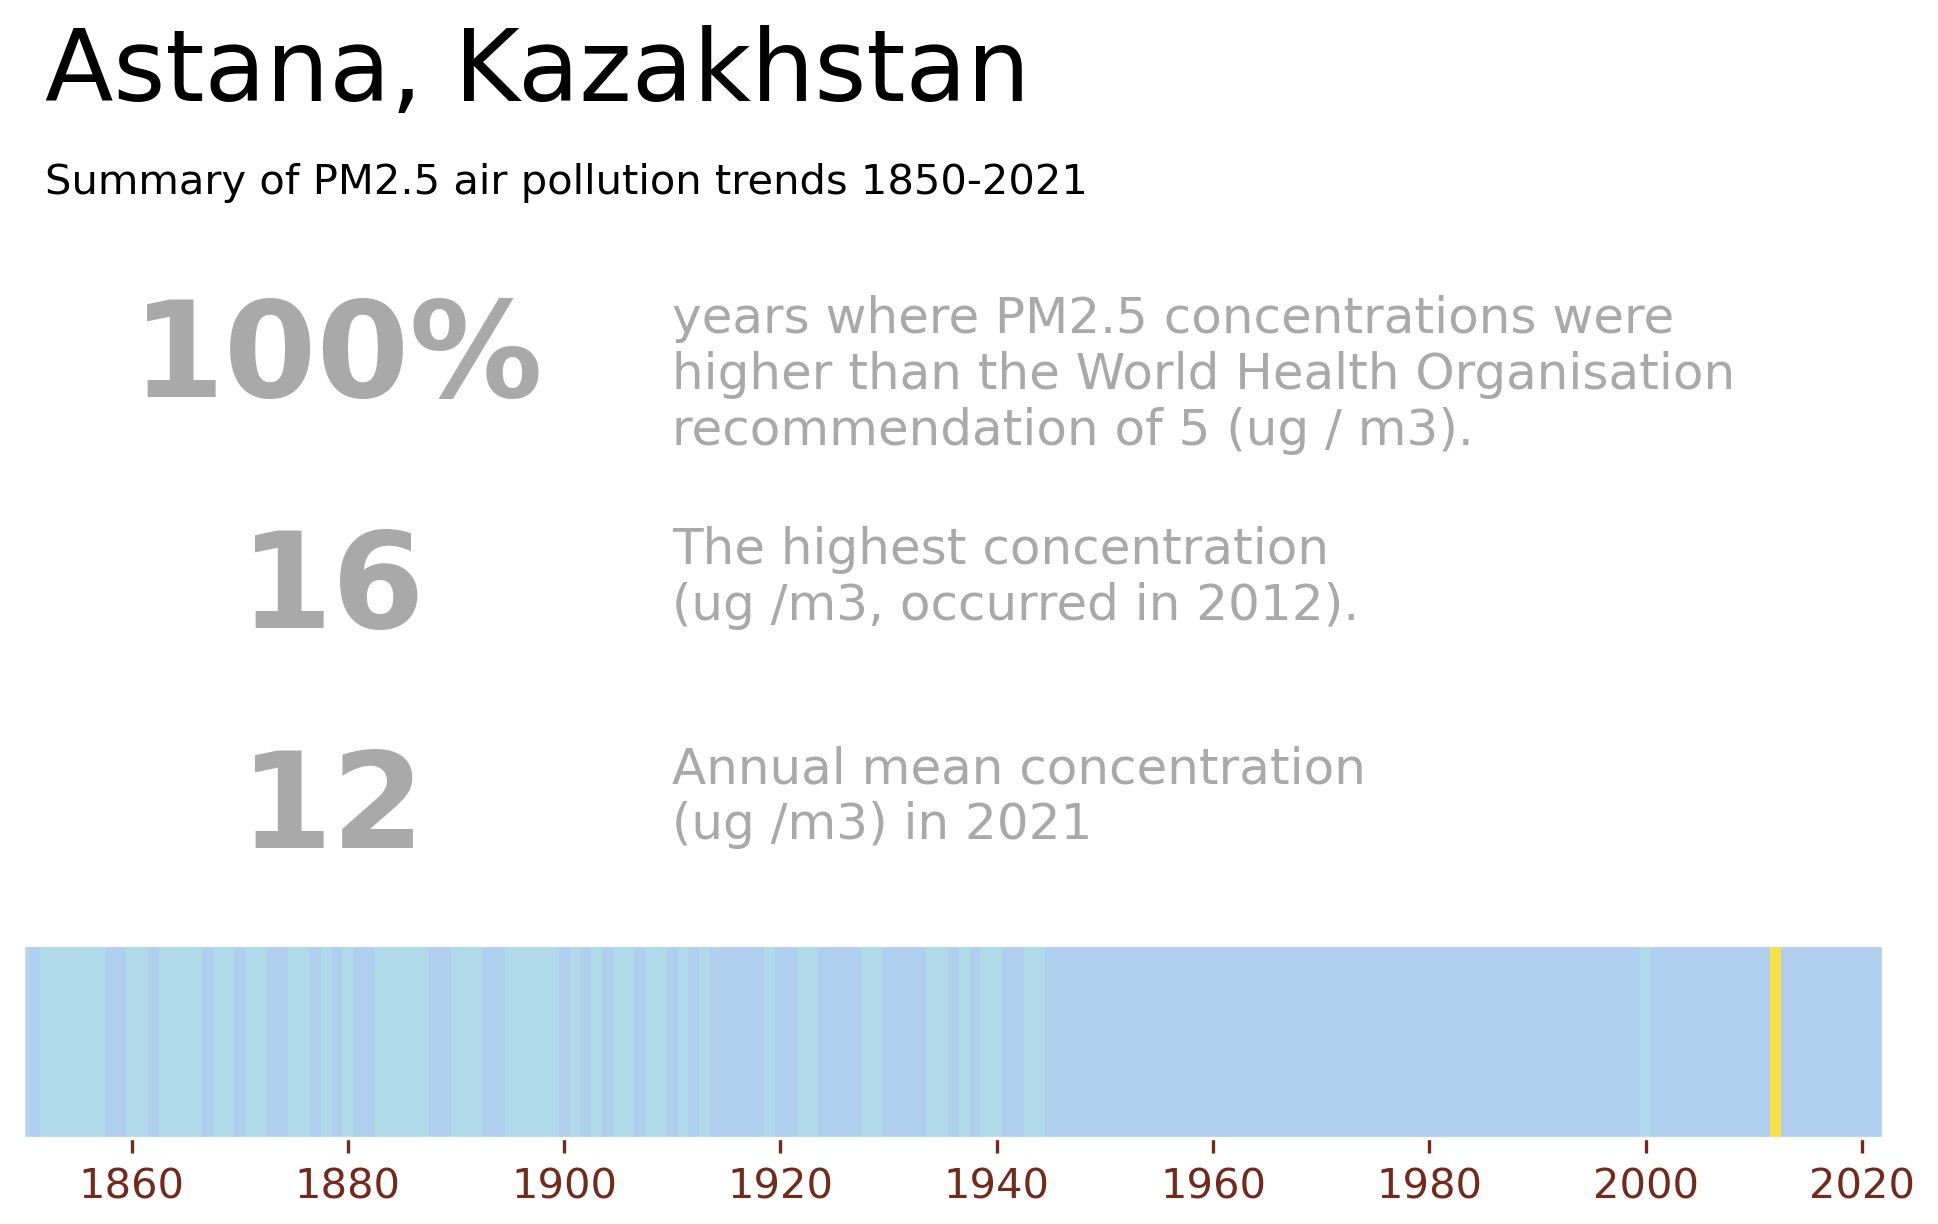 Astana, Kazakhstan
Summary of PM2.5 air pollution trends 1850-2021
100%
years where PM2.5 concentrations were
higher than the World Health Organisation
recommendation of 5 (ug / m3).
16
The highest concentration
(ug /m3, occurred in 2012).
12
Annual mean concentration
(ug /m3) in 2021
1860 1880 1900 1920 1940 1960 1980 2000 2020